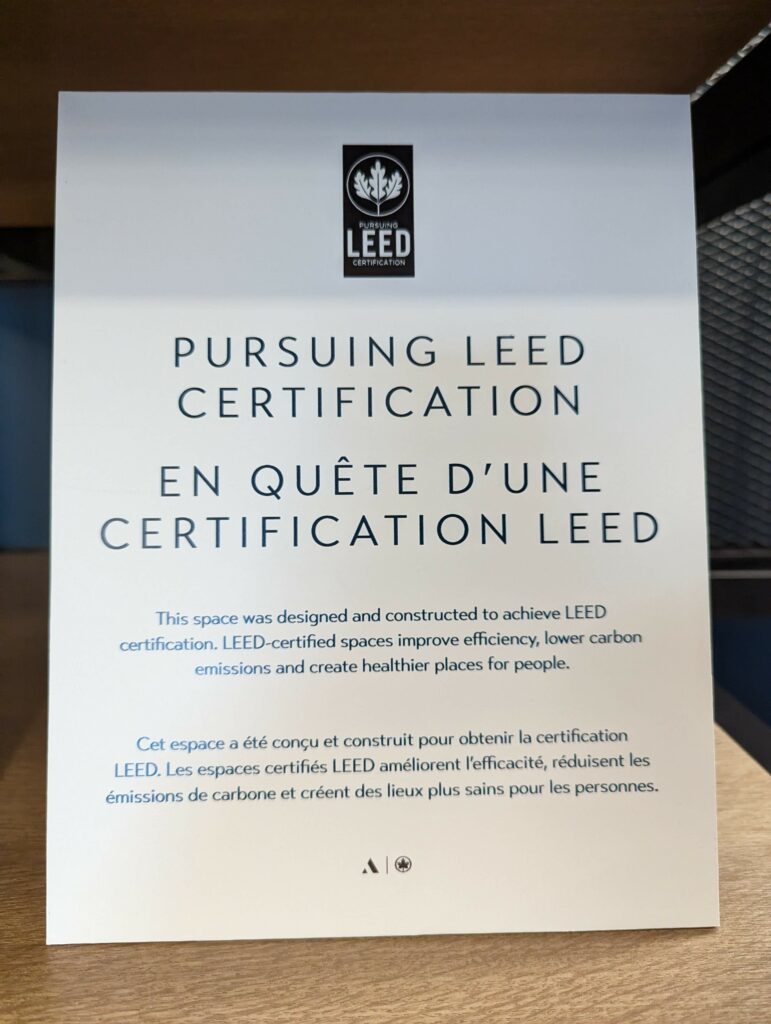 PURSUING
LEED
CERTIFICATION
PURSUING LEED
CERTIFICATION
EN QUÊTE D'UNE
CERTIFICATION LEED
This space was designed and constructed to achieve LEED
certification. LEED-certified spaces improve efficiency, lower carbon
emissions and create healthier places for people.
Cet espace a été conçu et construit pour obtenir la certification
LEED. Les espaces certifiés LEED améliorent l'efficacité, réduisent les
émissions de carbone et créent des lieux plus sains pour les personnes.